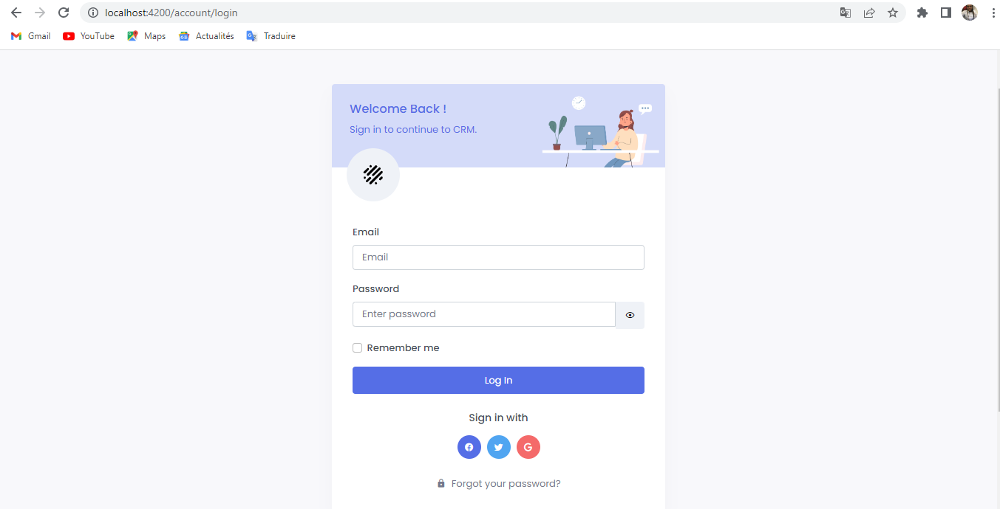 localhost:4200/account/login
Gmail YouTube Maps Actualités Traduire
Welcome Back !
Sign in to continue to CRM.
Email
Email
Password
Enter password
Remember me
Log In
Sign in with
Forgot your password?